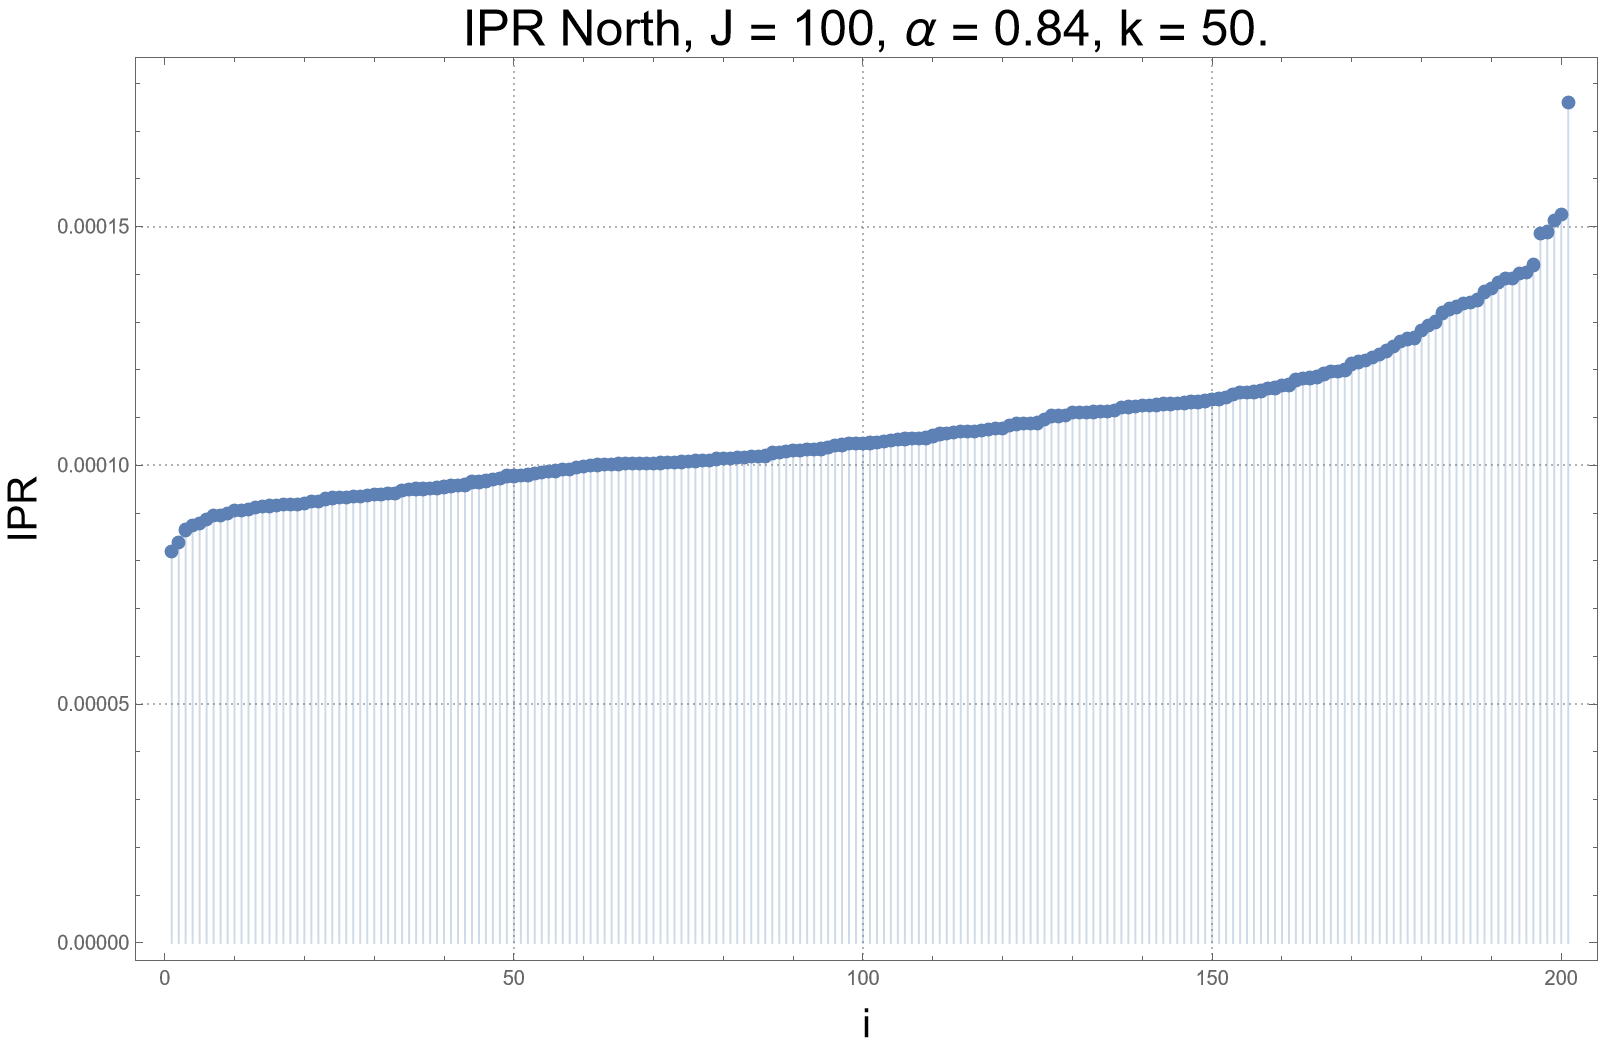 IPR North, J = 100, α = 0.84, k = 50.
0.00015
0.00010
0.00005
0.00000
IPR
0 50 100 150 200
i